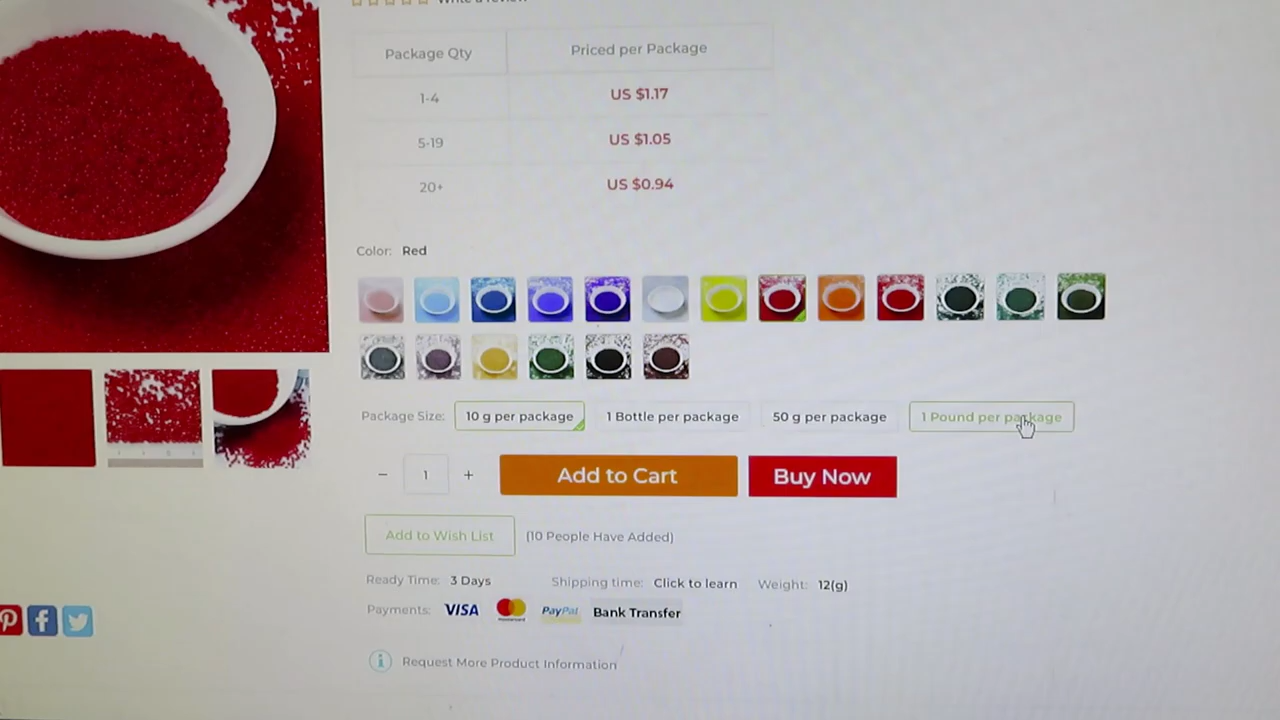 Write a review
Package Qty Priced per Package
1-4 US $1.17
5-19 US $1.05
20+ US $0.94
Color: Red
Package Size: 10 g per package 1 Bottle per package 50 g per package 1 Pound per package
− 1 + Add to Cart Buy Now
Add to Wish List (10 People Have Added)
Ready Time: 3 Days Shipping time: Click to learn Weight: 12(g)
Payments: VISA mastercard PayPal Bank Transfer
Request More Product Information